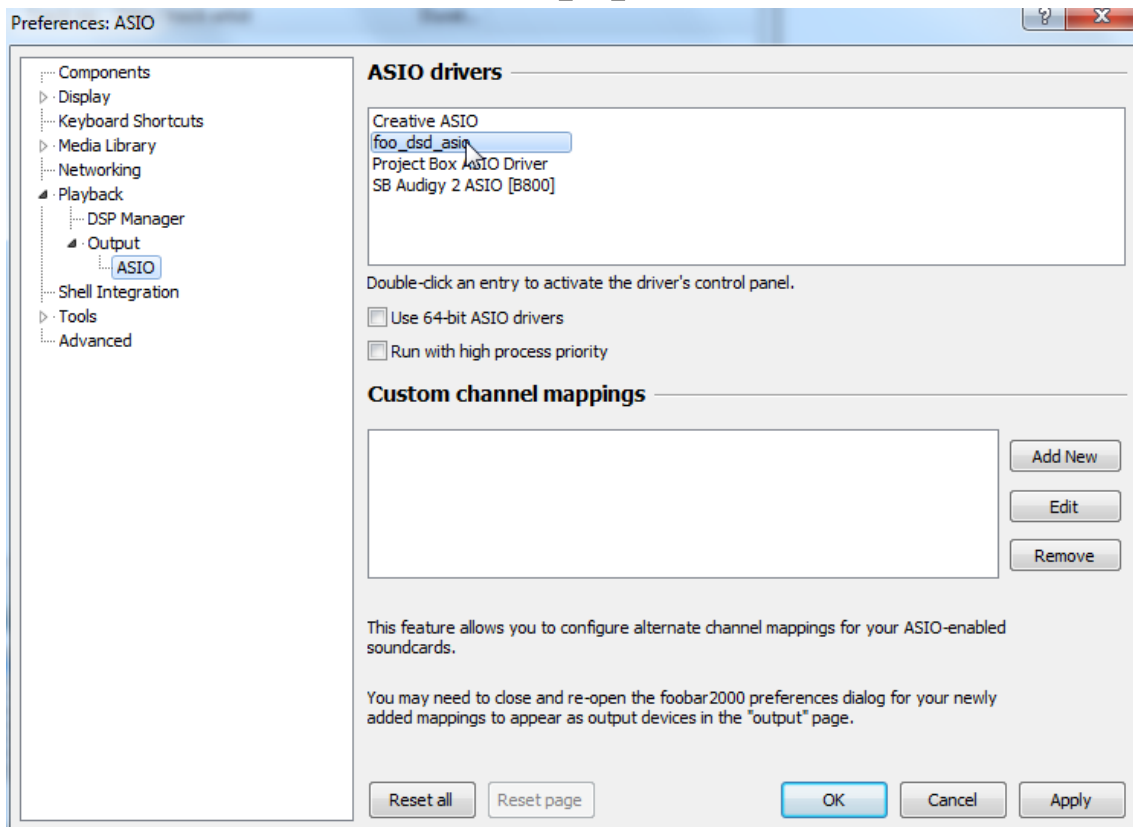 Preferences: ASIO
Components
Display
Keyboard Shortcuts
Media Library
Networking
Playback
DSP Manager
Output
ASIO
Shell Integration
Tools
Advanced
ASIO drivers
Creative ASIO
foo_dsd_asio
Project Box ASIO Driver
SB Audigy 2 ASIO [B800]
Double-click an entry to activate the driver's control panel.
Use 64-bit ASIO drivers
Run with high process priority
Custom channel mappings
Add New
Edit
Remove
This feature allows you to configure alternate channel mappings for your ASIO-enabled
soundcards.
You may need to close and re-open the foobar2000 preferences dialog for your newly
added mappings to appear as output devices in the "output" page.
Reset all
Reset page
OK
Cancel
Apply